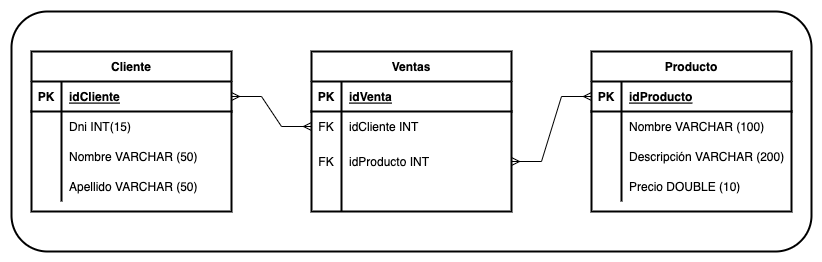 Cliente
PK idCliente
Dni INT(15)
Nombre VARCHAR (50)
Apellido VARCHAR (50)
Ventas
PK idVenta
FK idCliente INT
FK idProducto INT
Producto
PK idProducto
Nombre VARCHAR (100)
Descripción VARCHAR (200)
Precio DOUBLE (10)